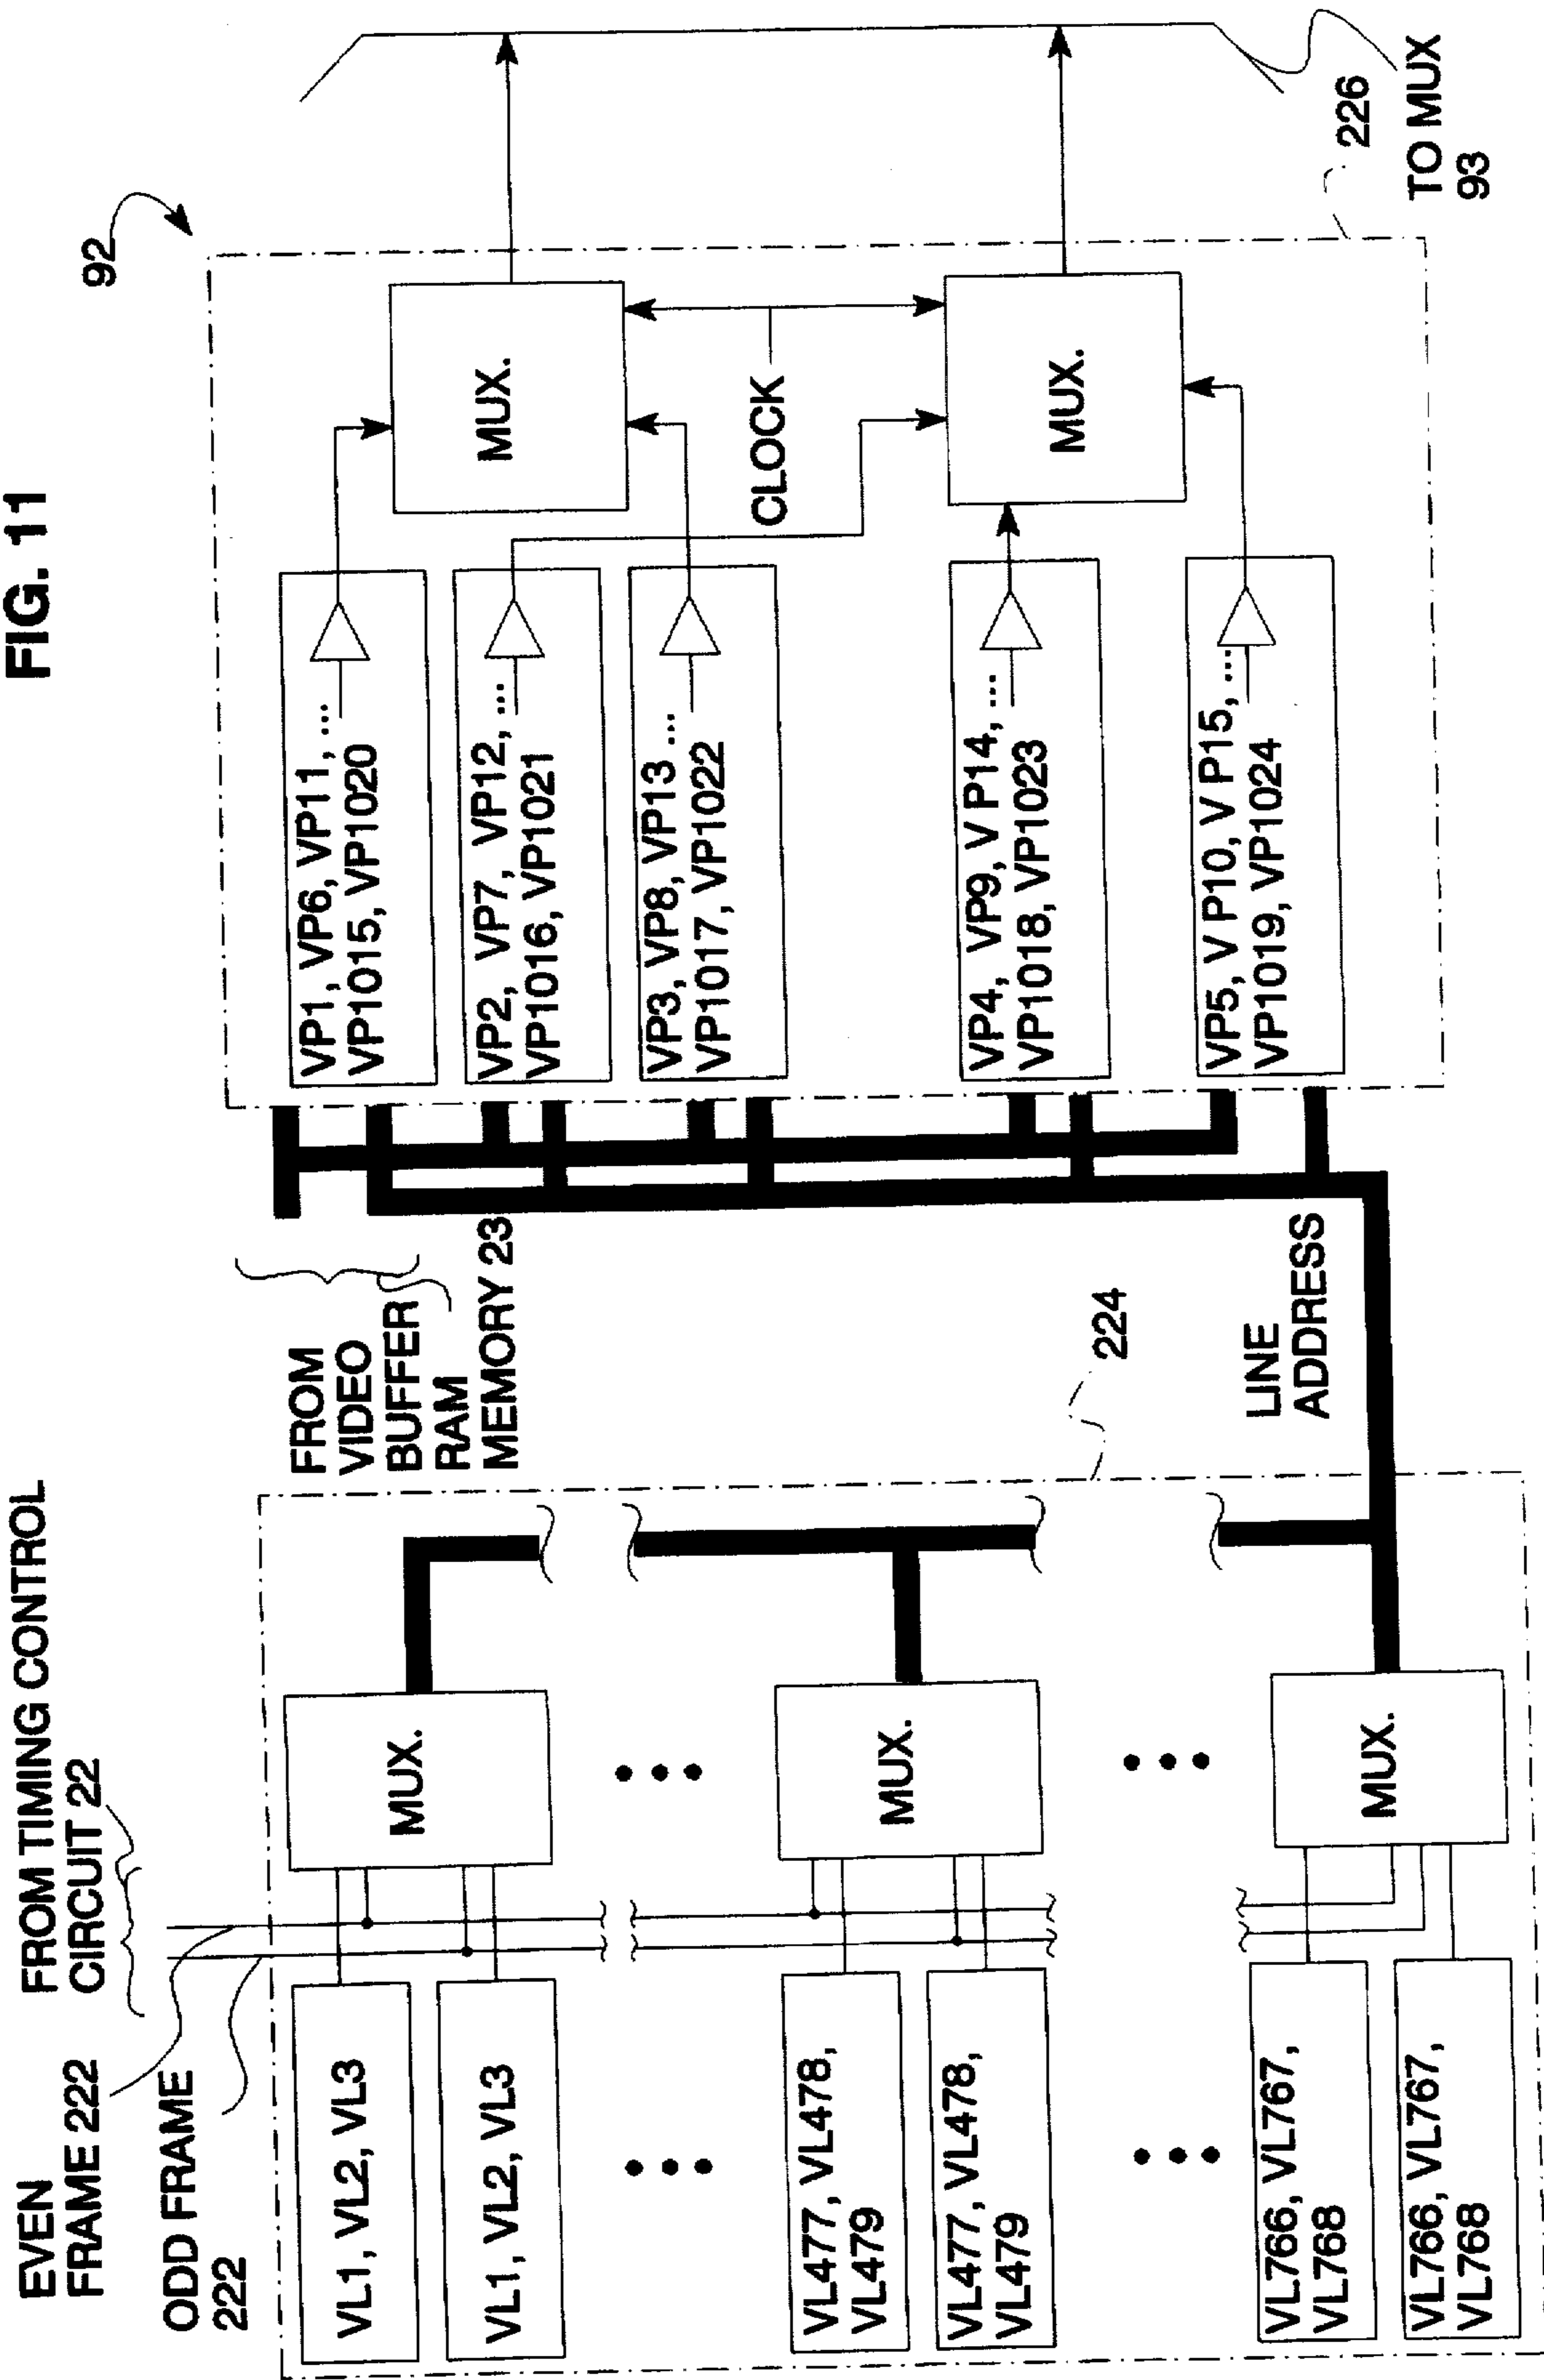 FIG. 11
EVEN
FRAME 222
FROM TIMING CONTROL
CIRCUIT 22
ODD FRAME
222
92
VL1, VL2, VL3
VL1, VL2, VL3
MUX.
VL477, VL478,
VL479
VL477, VL478,
VL479
MUX.
VL766, VL767,
VL768
VL766, VL767,
VL768
MUX.
FROM
VIDEO
BUFFER
RAM
MEMORY 23
224
LINE
ADDRESS
VP1, VP6, VP11, ...
VP1015, VP1020
VP2, VP7, VP12, ...
VP1016, VP1021
VP3, VP8, VP13 ...
VP1017, VP1022
VP4, VP9, V P14, ...
VP1018, VP1023
VP5, V P10, V P15, ...
VP1019, VP1024
MUX.
CLOCK
MUX.
226
TO MUX
93